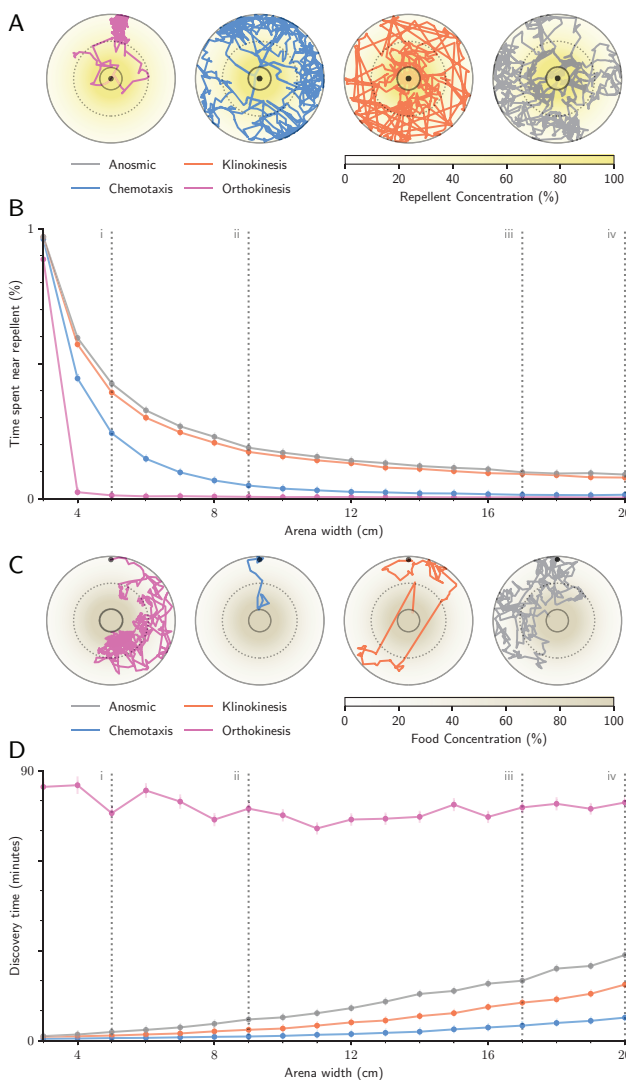 A
Anosmic Klinokinesis
Chemotaxis Orthokinesis
0 20 40 60 80 100
Repellent Concentration (%)
B
i ii iii iv
1
0
Time spent near repellent (%)
4 8 12 16 20
Arena width (cm)
C
Anosmic Klinokinesis
Chemotaxis Orthokinesis
0 20 40 60 80 100
Food Concentration (%)
D
i ii iii iv
90
0
Discovery time (minutes)
4 8 12 16 20
Arena width (cm)